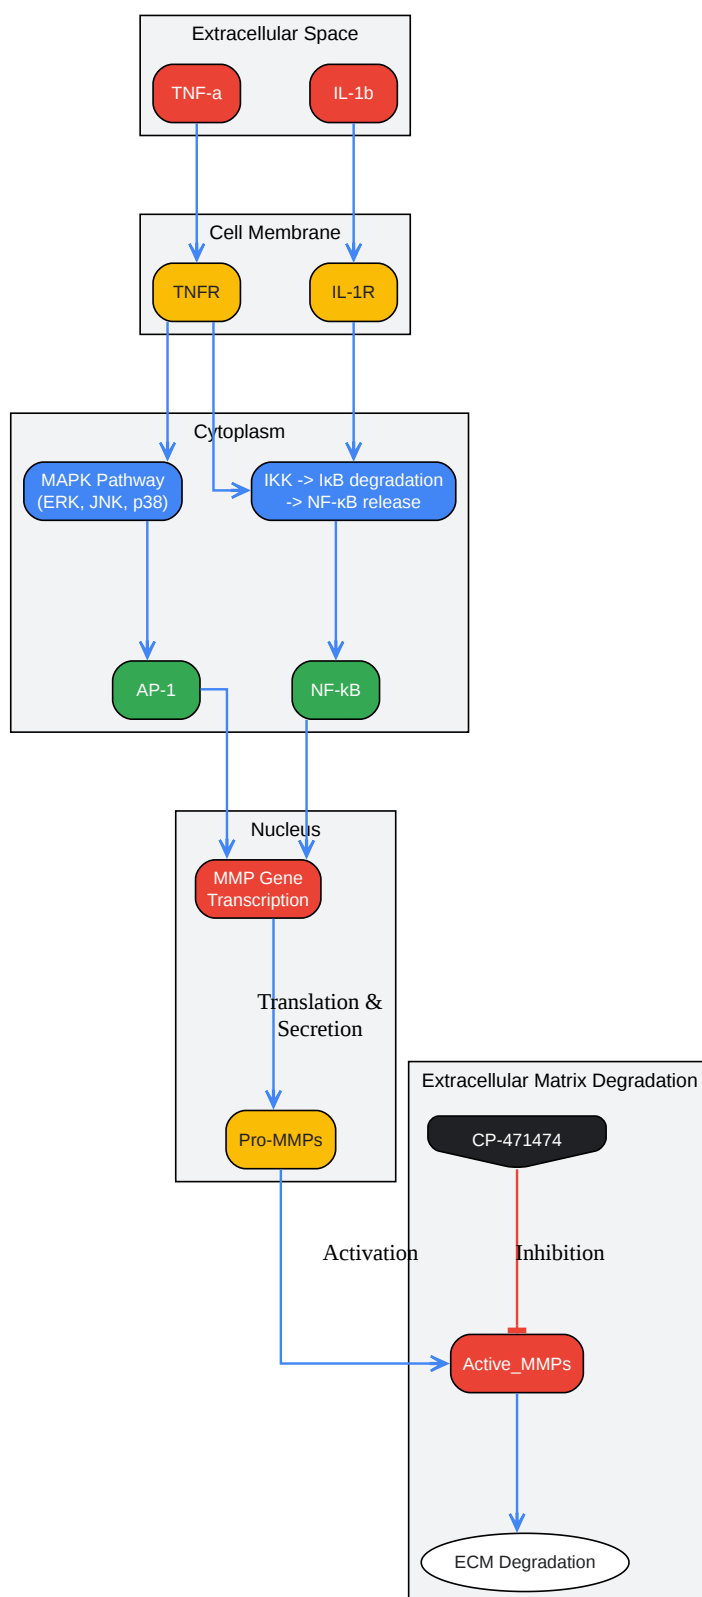 Extracellular Space
TNF-a
IL-1b
Cell Membrane
TNFR
IL-1R
Cytoplasm
MAPK Pathway
(ERK, JNK, p38)
IKK -> IκB degradation
-> NF-κB release
AP-1
NF-kB
Nucleus
MMP Gene
Transcription
Translation &
Secretion
Pro-MMPs
Extracellular Matrix Degradation
CP-471474
Activation
Inhibition
Active_MMPs
ECM Degradation